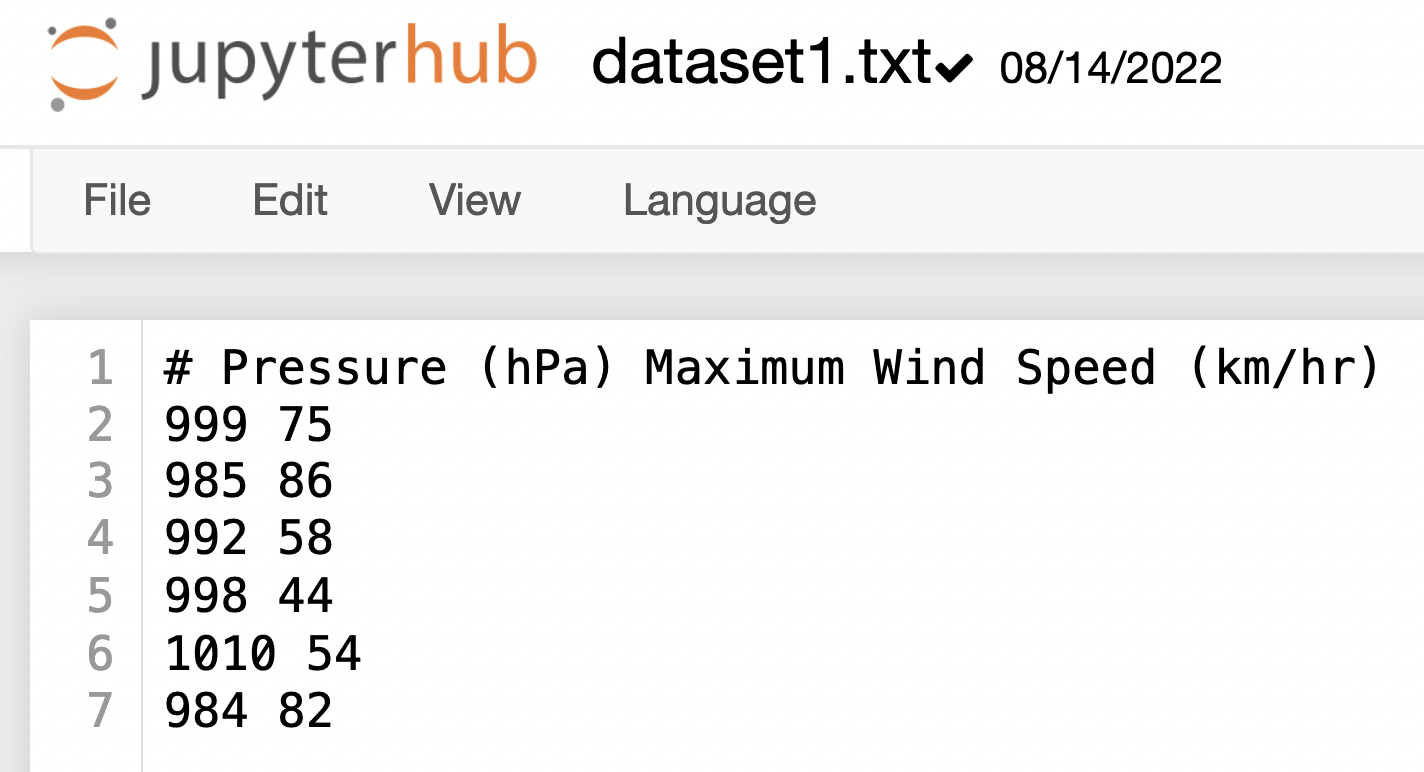 jupyterhub dataset1.txt 08/14/2022
File Edit View Language
1 # Pressure (hPa) Maximum Wind Speed (km/hr)
2 999 75
3 985 86
4 992 58
5 998 44
6 1010 54
7 984 82